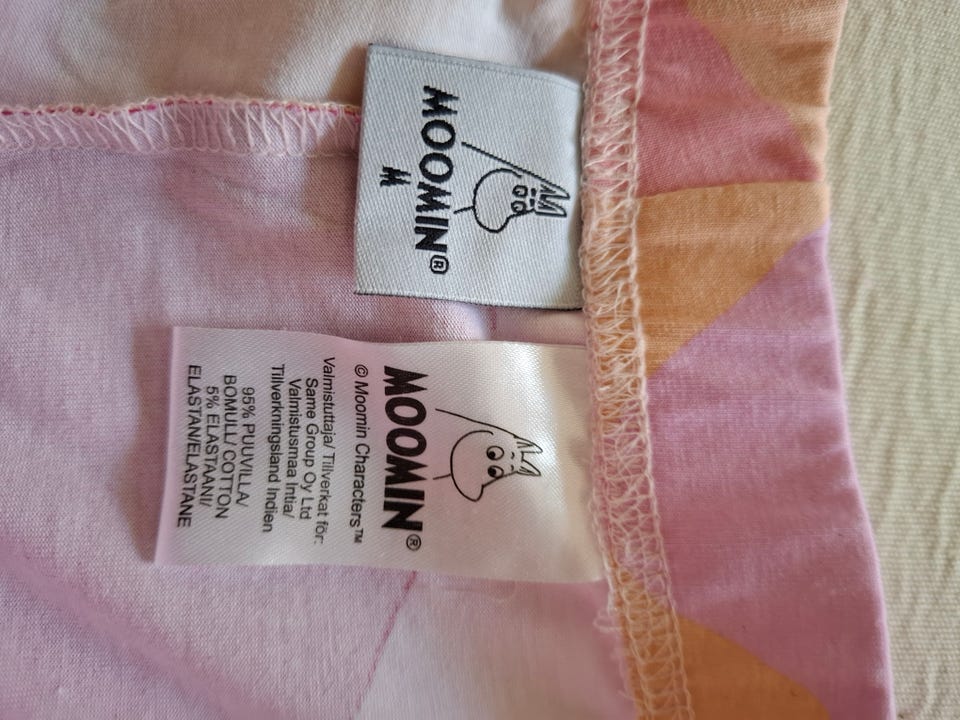 MOOMIN®
M
MOOMIN®
© Moomin Characters™
Valmistuttaja/ Tillverkat för:
Same Group Oy Ltd
Valmistusmaa Intia/
Tillverkningsland Indien
95% PUUVILLA/
BOMULL/ COTTON
5% ELASTAANI/
ELASTAN/ELASTANE